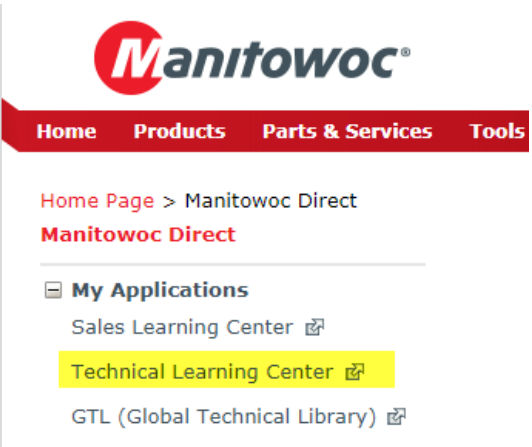 Manitowoc®
Home Products Parts & Services Tools
Home Page > Manitowoc Direct
Manitowoc Direct
My Applications
Sales Learning Center
Technical Learning Center
GTL (Global Technical Library)